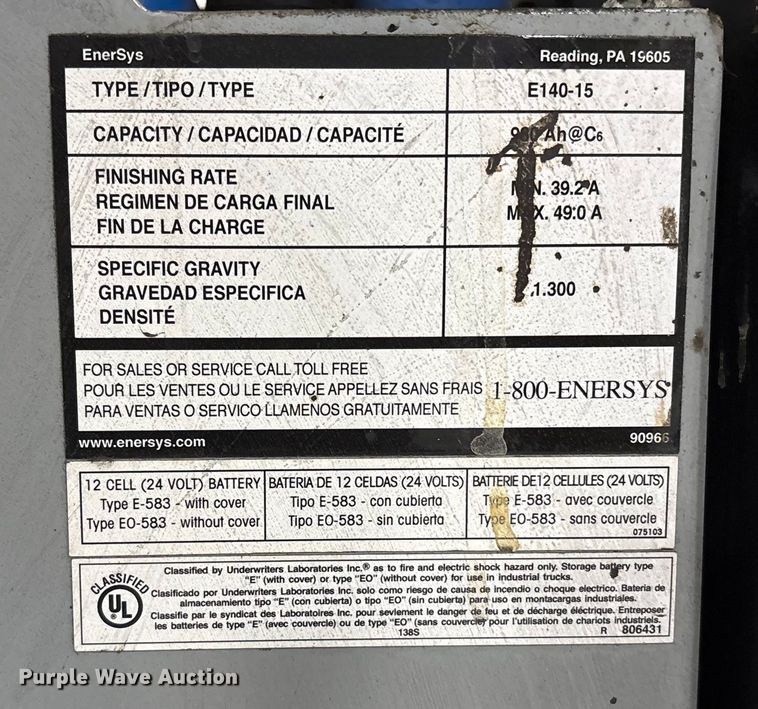 EnerSys Reading, PA 19605
TYPE / TIPO / TYPE E140-15
CAPACITY / CAPACIDAD / CAPACITÉ Ah@C6
FINISHING RATE
REGIMEN DE CARGA FINAL MIN. 39.2 A
FIN DE LA CHARGE MAX. 49.0 A
SPECIFIC GRAVITY
GRAVEDAD ESPECIFICA 1.300
DENSITÉ
FOR SALES OR SERVICE CALL TOLL FREE
POUR LES VENTES OU LE SERVICE APPELLEZ SANS FRAIS 1-800-ENERSYS
PARA VENTAS O SERVICO LLAMENOS GRATUITAMENTE
www.enersys.com 90966
12 CELL (24 VOLT) BATTERY BATERIA DE 12 CELDAS (24 VOLTS) BATTERIE DE12 CELLULES (24 VOLTS)
Type E-583 - with cover Tipo E-583 - con cubierta Type E-583 - avec couvercle
Type EO-583 - without cover Tipo EO-583 - sin cubierta Type EO-583 - sans couvercle
075103
Classified by Underwriters Laboratories Inc.® as to fire and electric shock hazard only. Storage battery type
"E" (with cover) or type "EO" (without cover) for use in industrial trucks.
CLASSIFIED
UL
Clasificado por Underwriters Laboratories Inc. solo como riesgo de causa de incendio o choque electrico. Bateria de
almacenamiento tipo "E" (con cubierta) o tipo "EO" (sin cubierta) para uso en montacargas industriales.
Classifie par le syndicat des Laboratoires Inc. pour sevlement le danger de feu et de décharge éléctrique. Entreposer
les batteries de type "E" (avec couvercle) ou de type "EO" (sans couvercle) pour l'utilisation de chariots industriels.
138S R 806431
Purple Wave Auction